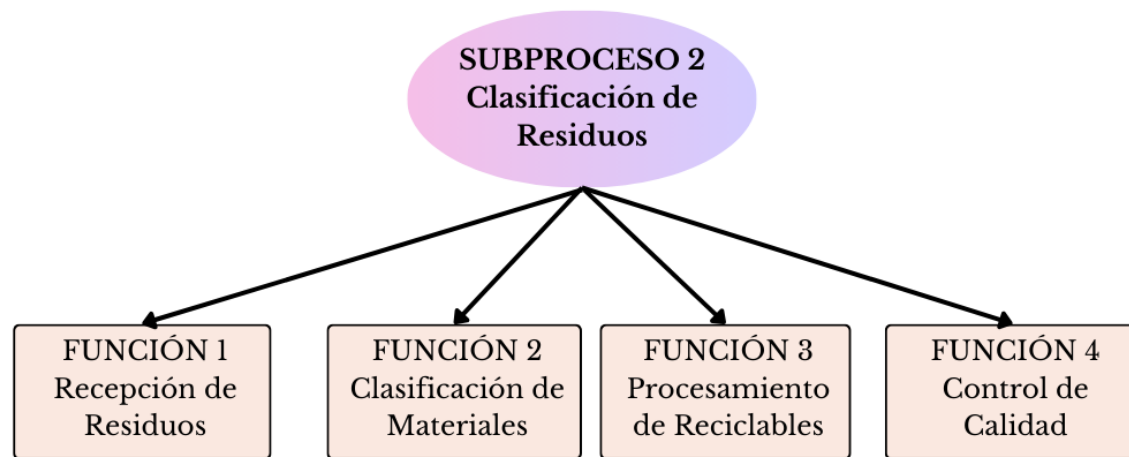 SUBPROCESO 2
Clasificación de
Residuos
FUNCIÓN 1
Recepción de
Residuos
FUNCIÓN 2
Clasificación de
Materiales
FUNCIÓN 3
Procesamiento
de Reciclables
FUNCIÓN 4
Control de
Calidad